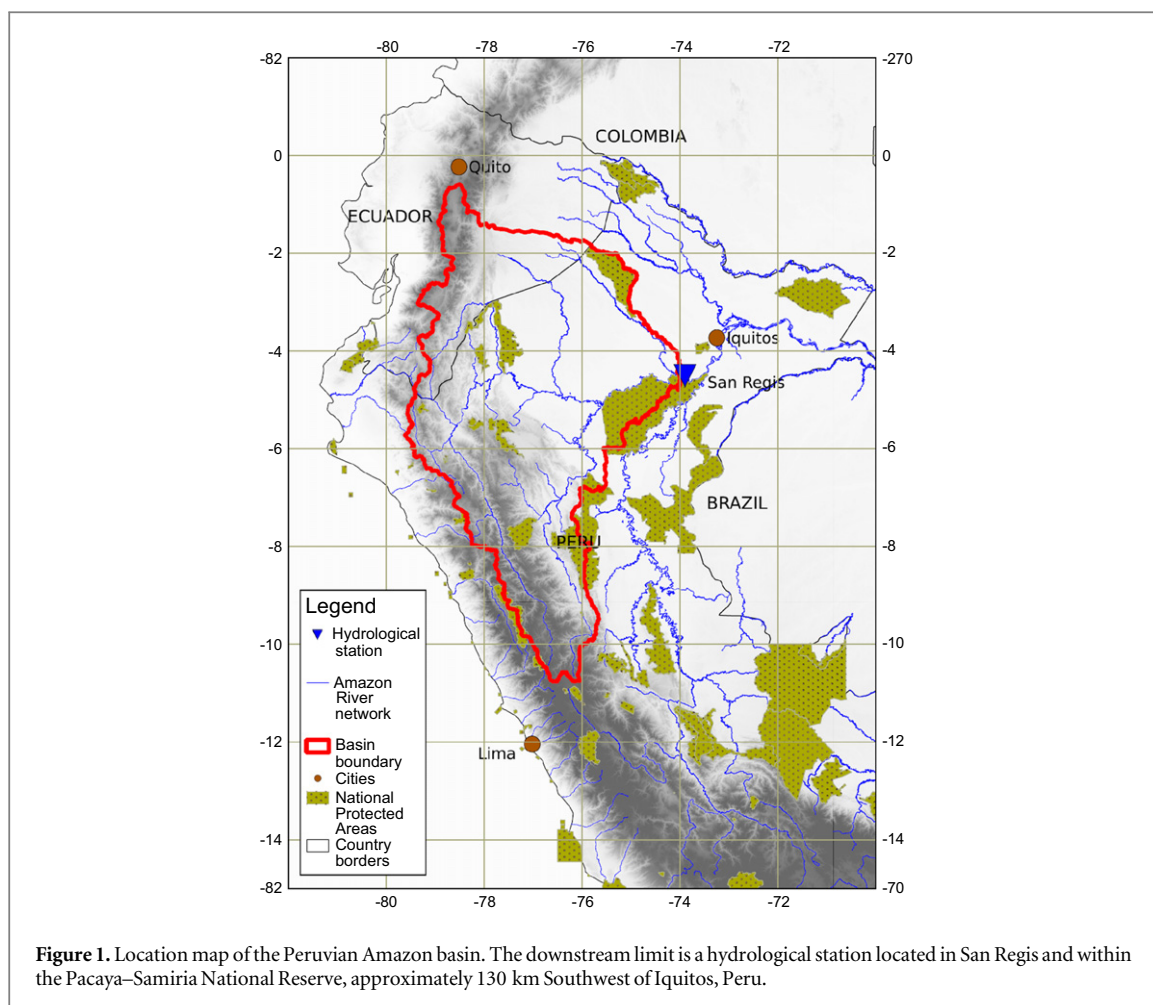 -80 -78 -76 -74 -72
-82 -270
COLOMBIA
0 0
Quito
ECUADOR
-2 -2
Iquitos
-4 -4
San Regis
-6 -6
BRAZIL
PERU
-8 -8
Legend
Hydrological
station
-10 -10
Amazon
River
network
Basin
boundary
-12 -12
Lima
Cities
National
Protected
Areas
Country
borders
-14 -14
-82 -70
-80 -78 -76 -74 -72
Figure 1. Location map of the Peruvian Amazon basin. The downstream limit is a hydrological station located in San Regis and within
the Pacaya–Samiria National Reserve, approximately 130 km Southwest of Iquitos, Peru.